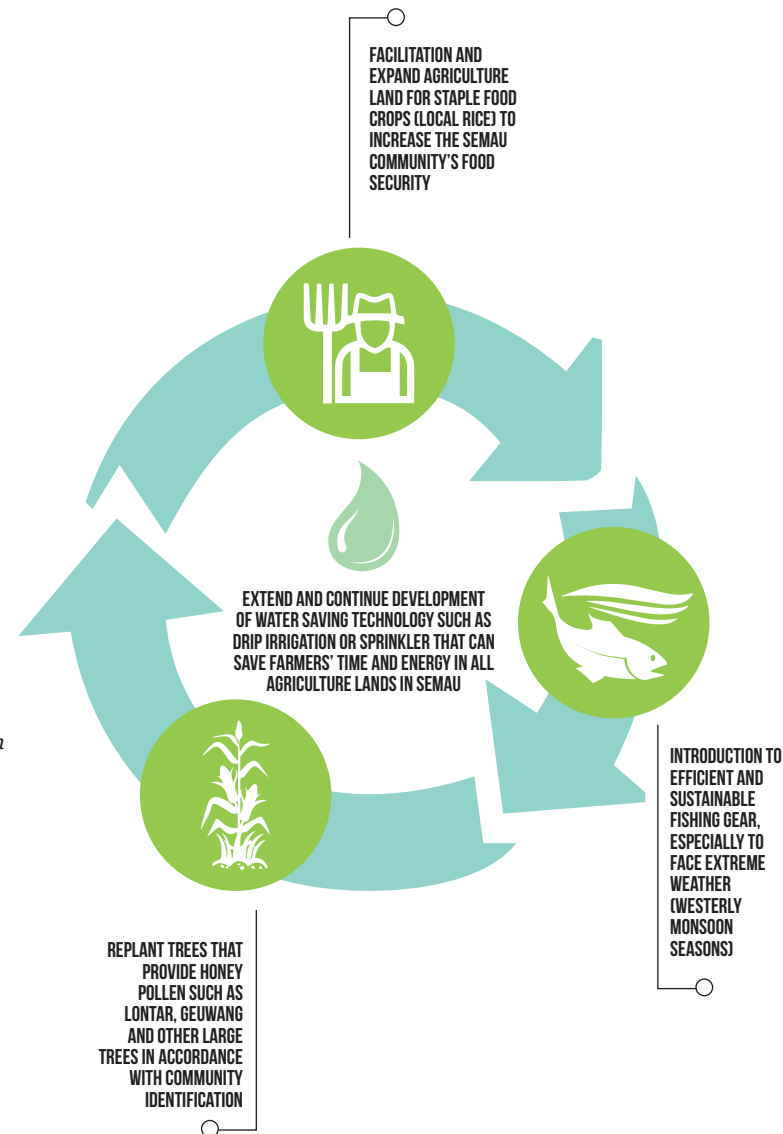 FACILITATION AND
EXPAND AGRICULTURE
LAND FOR STAPLE FOOD
CROPS (LOCAL RICE) TO
INCREASE THE SEMAU
COMMUNITY'S FOOD
SECURITY
EXTEND AND CONTINUE DEVELOPMENT
OF WATER SAVING TECHNOLOGY SUCH AS
DRIP IRRIGATION OR SPRINKLER THAT CAN
SAVE FARMERS' TIME AND ENERGY IN ALL
AGRICULTURE LANDS IN SEMAU
INTRODUCTION TO
EFFICIENT AND
SUSTAINABLE
FISHING GEAR,
ESPECIALLY TO
FACE EXTREME
WEATHER
(WESTERLY
MONSOON
SEASONS)
REPLANT TREES THAT
PROVIDE HONEY
POLLEN SUCH AS
LONTAR, GEUWANG
AND OTHER LARGE
TREES IN ACCORDANCE
WITH COMMUNITY
IDENTIFICATION